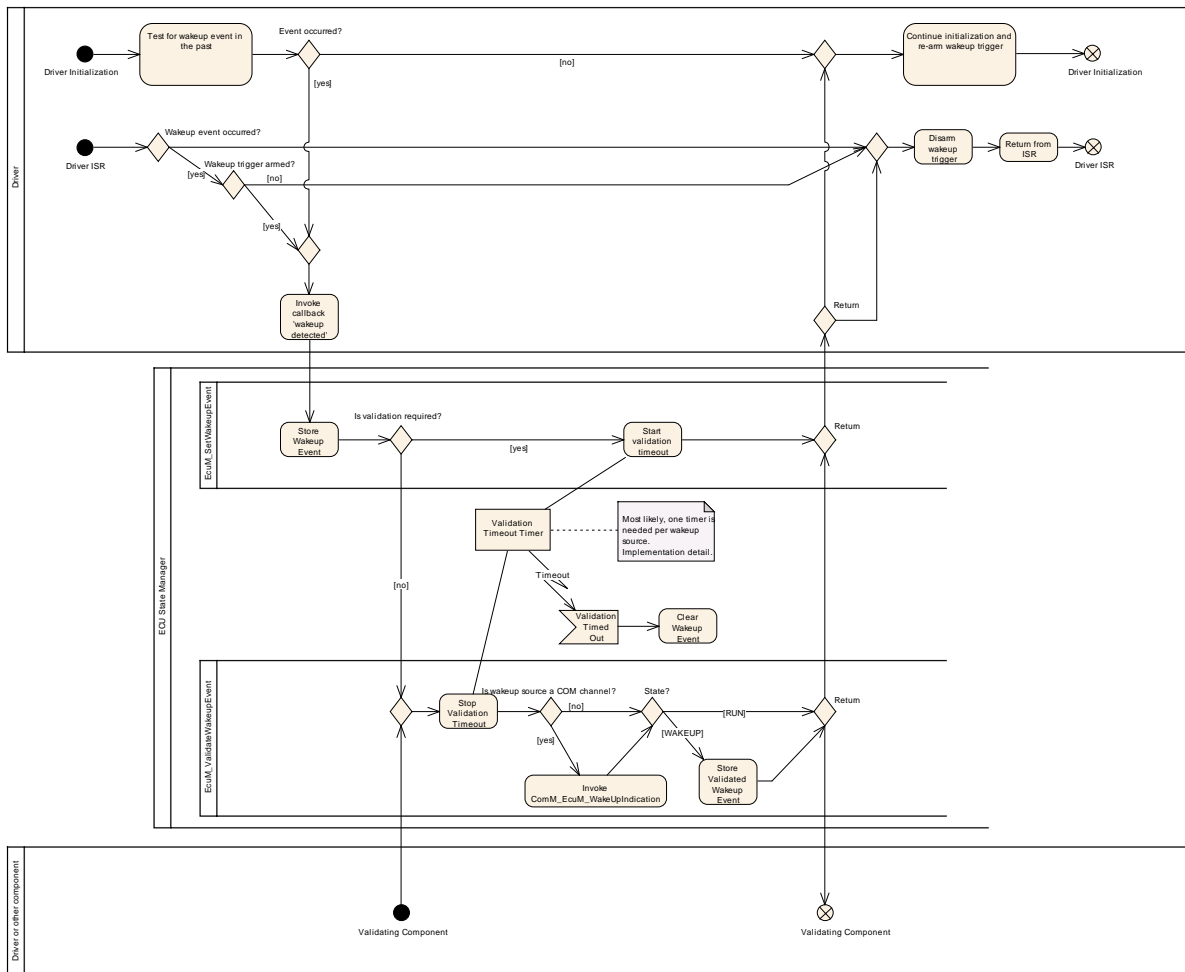 Driver
Test for wakeup event in
the past
Event occurred?
Continue initialization and
re-arm wakeup trigger
Driver Initialization
[no]
Driver Initialization
[yes]
Wakeup event occurred?
Driver ISR
Wakeup trigger armed?
[yes]
[no]
Disarm
wakeup
trigger
Return from
ISR
Driver ISR
[yes]
Invoke
callback
'wakeup
detected'
Return
ECU State Manager
EcuM_SetWakeupEvent
Store
Wakeup
Event
Is validation required?
[yes]
Start
validation
timeout
Return
Validation
Timeout Timer
Most likely, one timer is
needed per wakeup
source.
Implementation detail.
[no]
Timeout
Validation
Timed
Out
Clear
Wakeup
Event
EcuM_ValidateWakeupEvent
Stop
Validation
Timeout
Is wakeup source a COM channel?
[no]
State?
[RUN]
Return
[yes]
[WAKEUP]
Invoke
ComM_EcuM_WakeUpIndication
Store
Validated
Wakeup
Event
Driver or other component
Validating Component
Validating Component